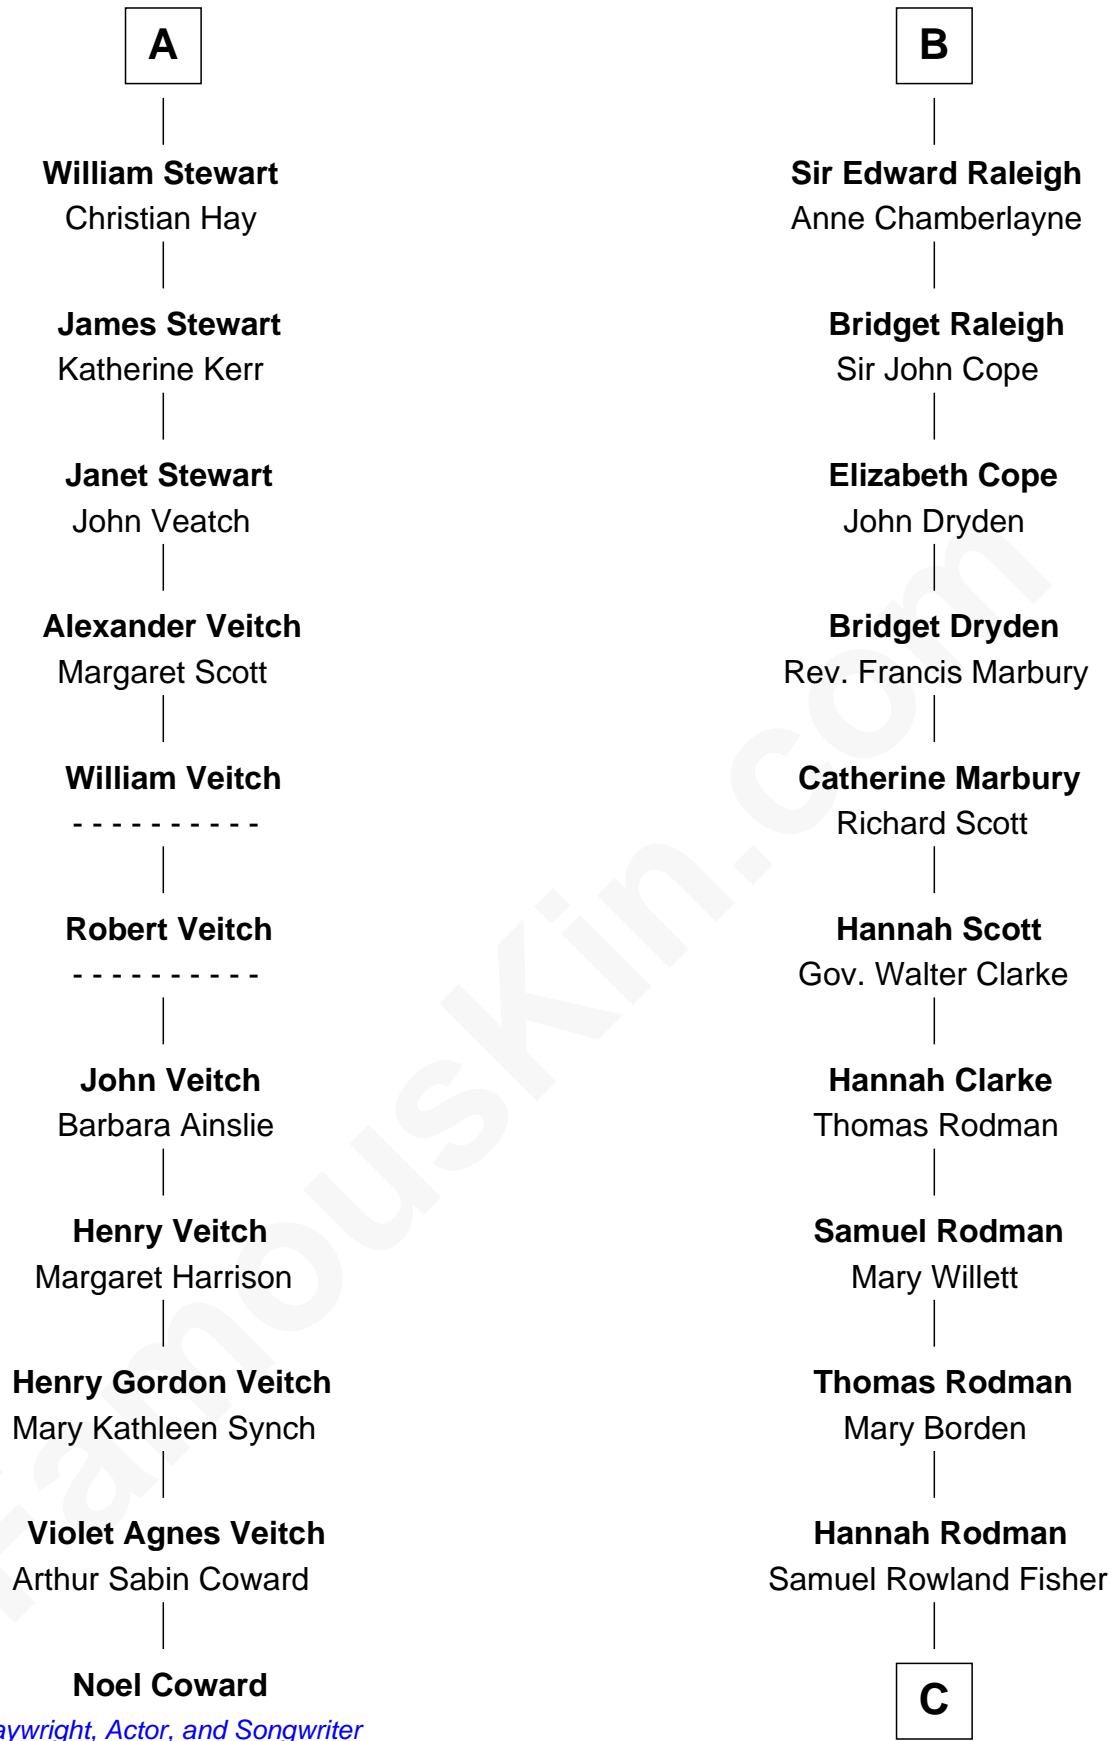 A
William Stewart
Christian Hay
James Stewart
Katherine Kerr
Janet Stewart
John Veatch
Alexander Veitch
Margaret Scott
William Veitch
- - - - - - - - - -
Robert Veitch
- - - - - - - - - -
John Veitch
Barbara Ainslie
Henry Veitch
Margaret Harrison
Henry Gordon Veitch
Mary Kathleen Synch
Violet Agnes Veitch
Arthur Sabin Coward
Noel Coward
aywright, Actor, and Songwriter
B
Sir Edward Raleigh
Anne Chamberlayne
Bridget Raleigh
Sir John Cope
Elizabeth Cope
John Dryden
Bridget Dryden
Rev. Francis Marbury
Catherine Marbury
Richard Scott
Hannah Scott
Gov. Walter Clarke
Hannah Clarke
Thomas Rodman
Samuel Rodman
Mary Willett
Thomas Rodman
Mary Borden
Hannah Rodman
Samuel Rowland Fisher
C
FamousKin.com